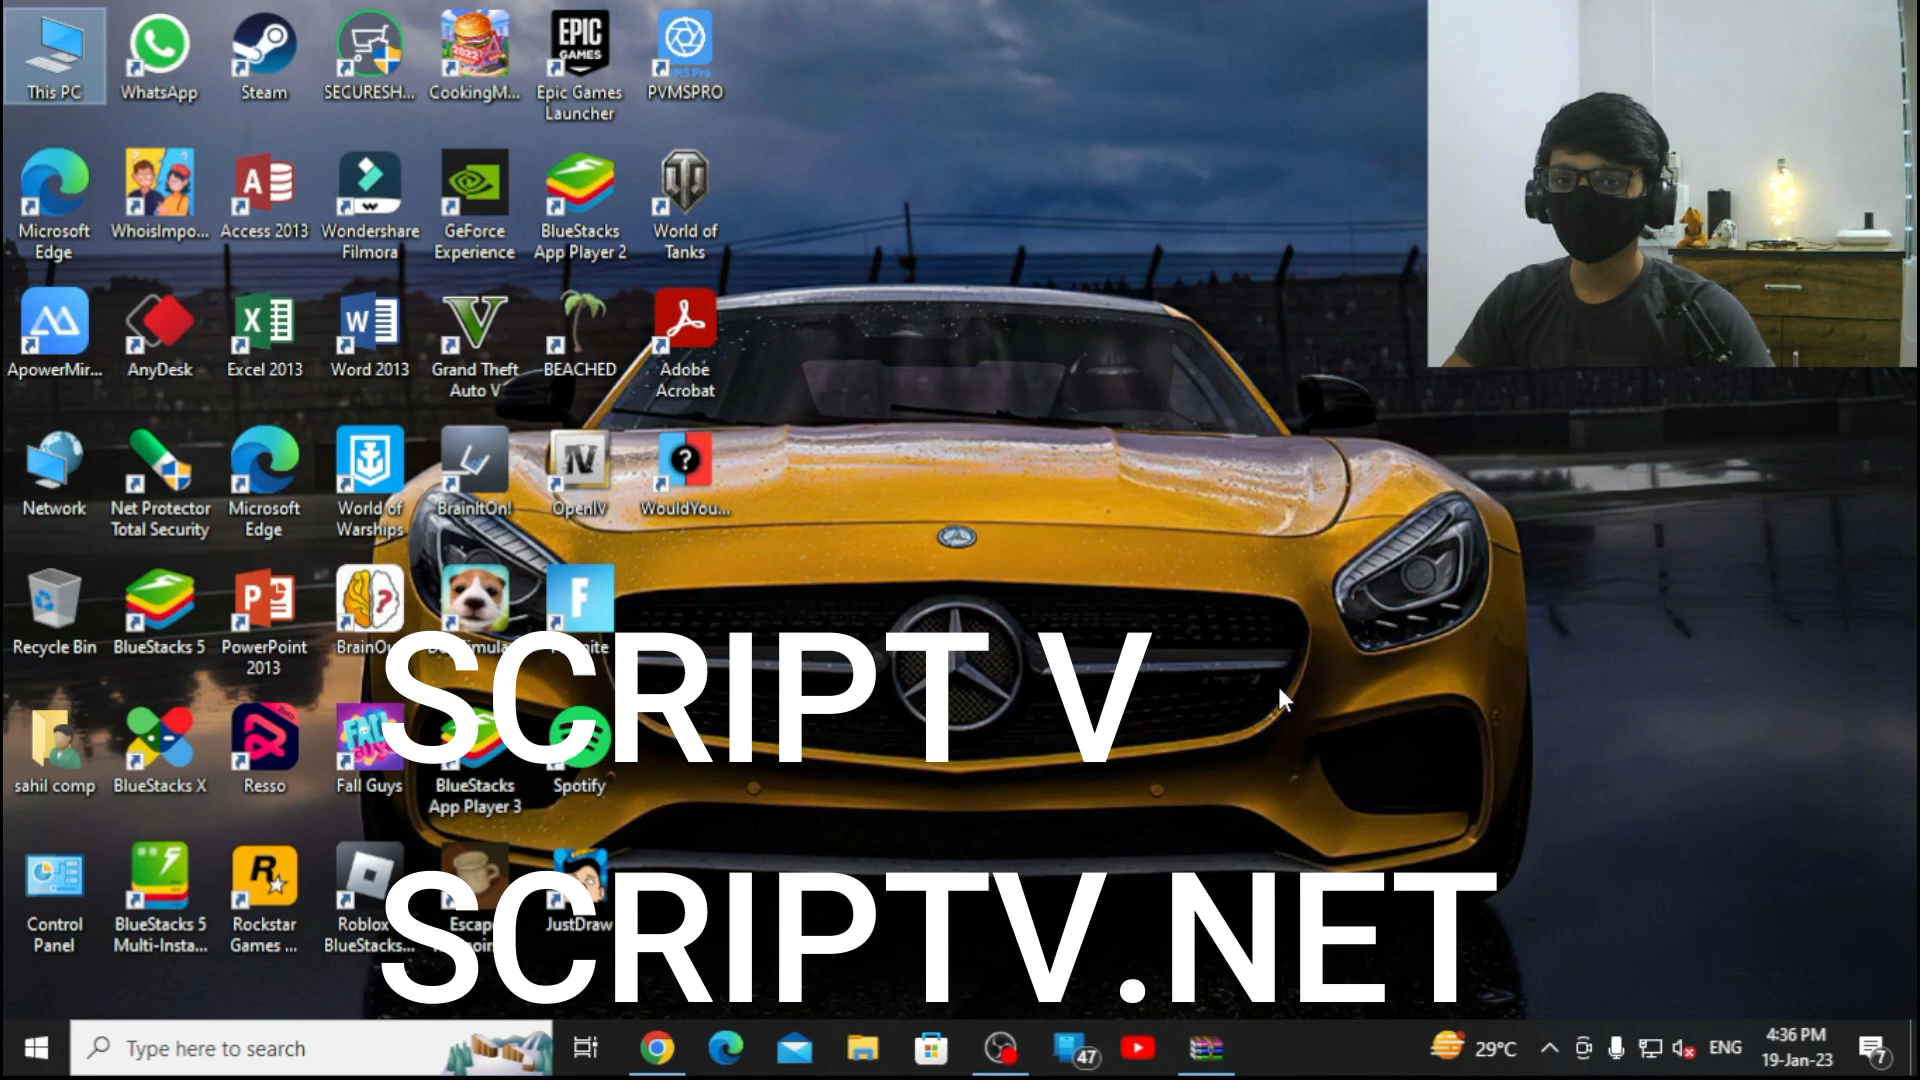 This PC
WhatsApp
Steam
SECURESH...
CookingM...
EPIC
GAMES
Epic Games
Launcher
PVMSPRO
Microsoft
Edge
WhoisImpo...
Access 2013
Wondershare
Filmora
GeForce
Experience
BlueStacks
App Player 2
World of
Tanks
ApowerMir...
AnyDesk
Excel 2013
Word 2013
Grand Theft
Auto V
BEACHED
Adobe
Acrobat
Network
Net Protector
Total Security
Microsoft
Edge
World of
Warships
BrainItOn!
OpenIV
WouldYou...
Recycle Bin
BlueStacks 5
PowerPoint
2013
SCRIPT V
sahil comp
BlueStacks X
Resso
Fall Guys
BlueStacks
App Player 3
Spotify
Control
Panel
BlueStacks 5
Multi-Insta...
Rockstar
Games ...
Roblox
BlueStacks...
JustDraw
SCRIPTV.NET
Type here to search
47
29°C
ENG
4:36 PM
19-Jan-23
7